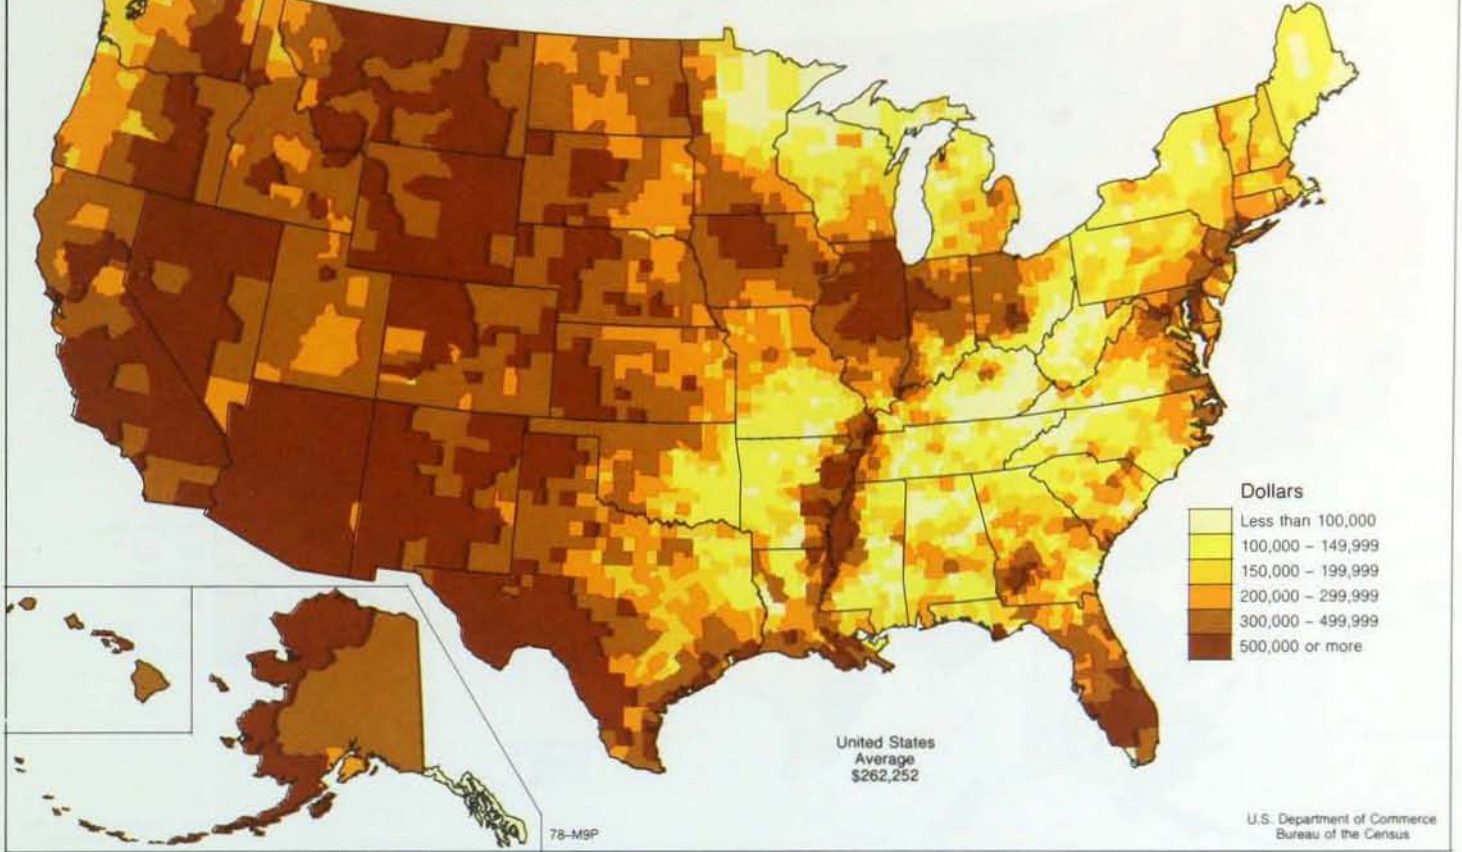 Dollars
Less than 100,000
100,000 – 149,999
150,000 – 199,999
200,000 – 299,999
300,000 – 499,999
500,000 or more
United States
Average
$262,252
78–M9P
U.S. Department of Commerce
Bureau of the Census